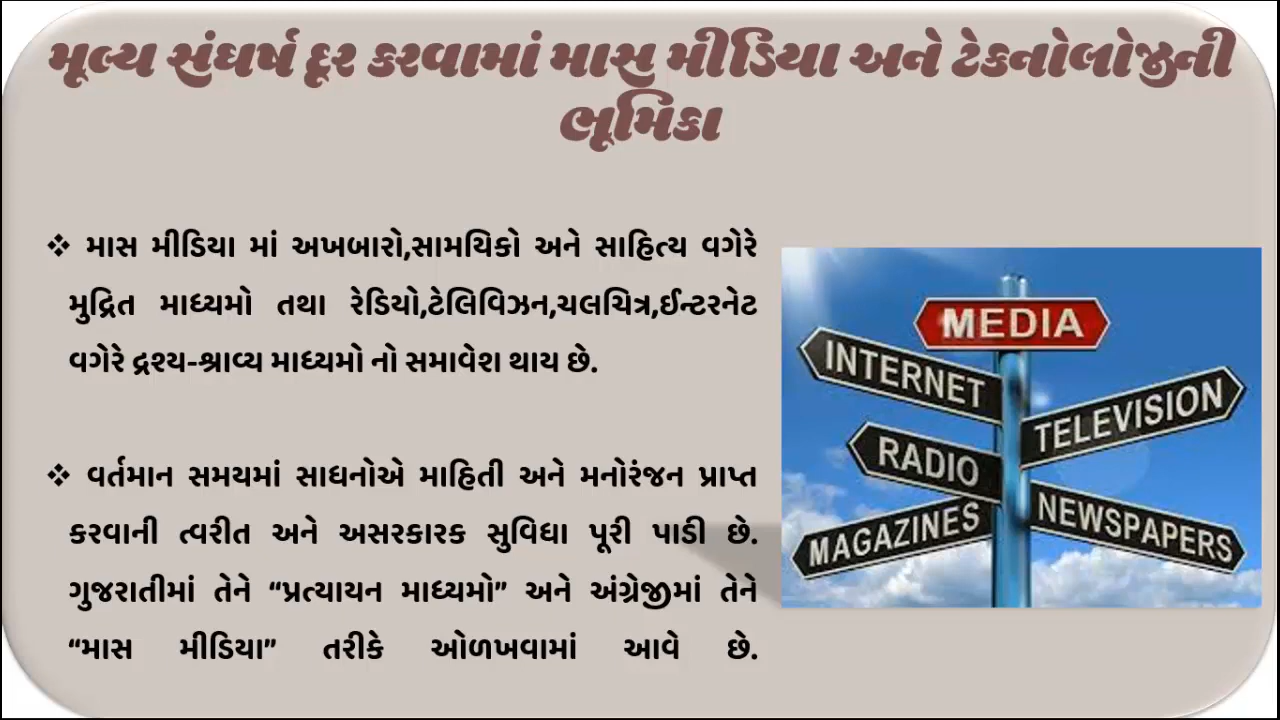 મૂલ્ય સંઘર્ષ દૂર કરવામાં માસ મીડિયા અને ટેકનોલોજીની
ભૂમિકા
❖ માસ મીડિયા માં અખબારો,સામયિકો અને સાહિત્ય વગેરે
મુદ્રિત માધ્યમો તથા રેડિયો,ટેલિવિઝન,ચલચિત્ર,ઈન્ટરનેટ
વગેરે દ્રશ્ય-શ્રાવ્ય માધ્યમો નો સમાવેશ થાય છે.
❖ વર્તમાન સમયમાં સાધનોએ માહિતી અને મનોરંજન પ્રાપ્ત
કરવાની ત્વરીત અને અસરકારક સુવિધા પૂરી પાડી છે.
ગુજરાતીમાં તેને “પ્રત્યાયન માધ્યમો” અને અંગ્રેજીમાં તેને
“માસ મીડિયા” તરીકે ઓળખવામાં આવે છે.
MEDIA
INTERNET
TELEVISION
RADIO
MAGAZINES
NEWSPAPERS